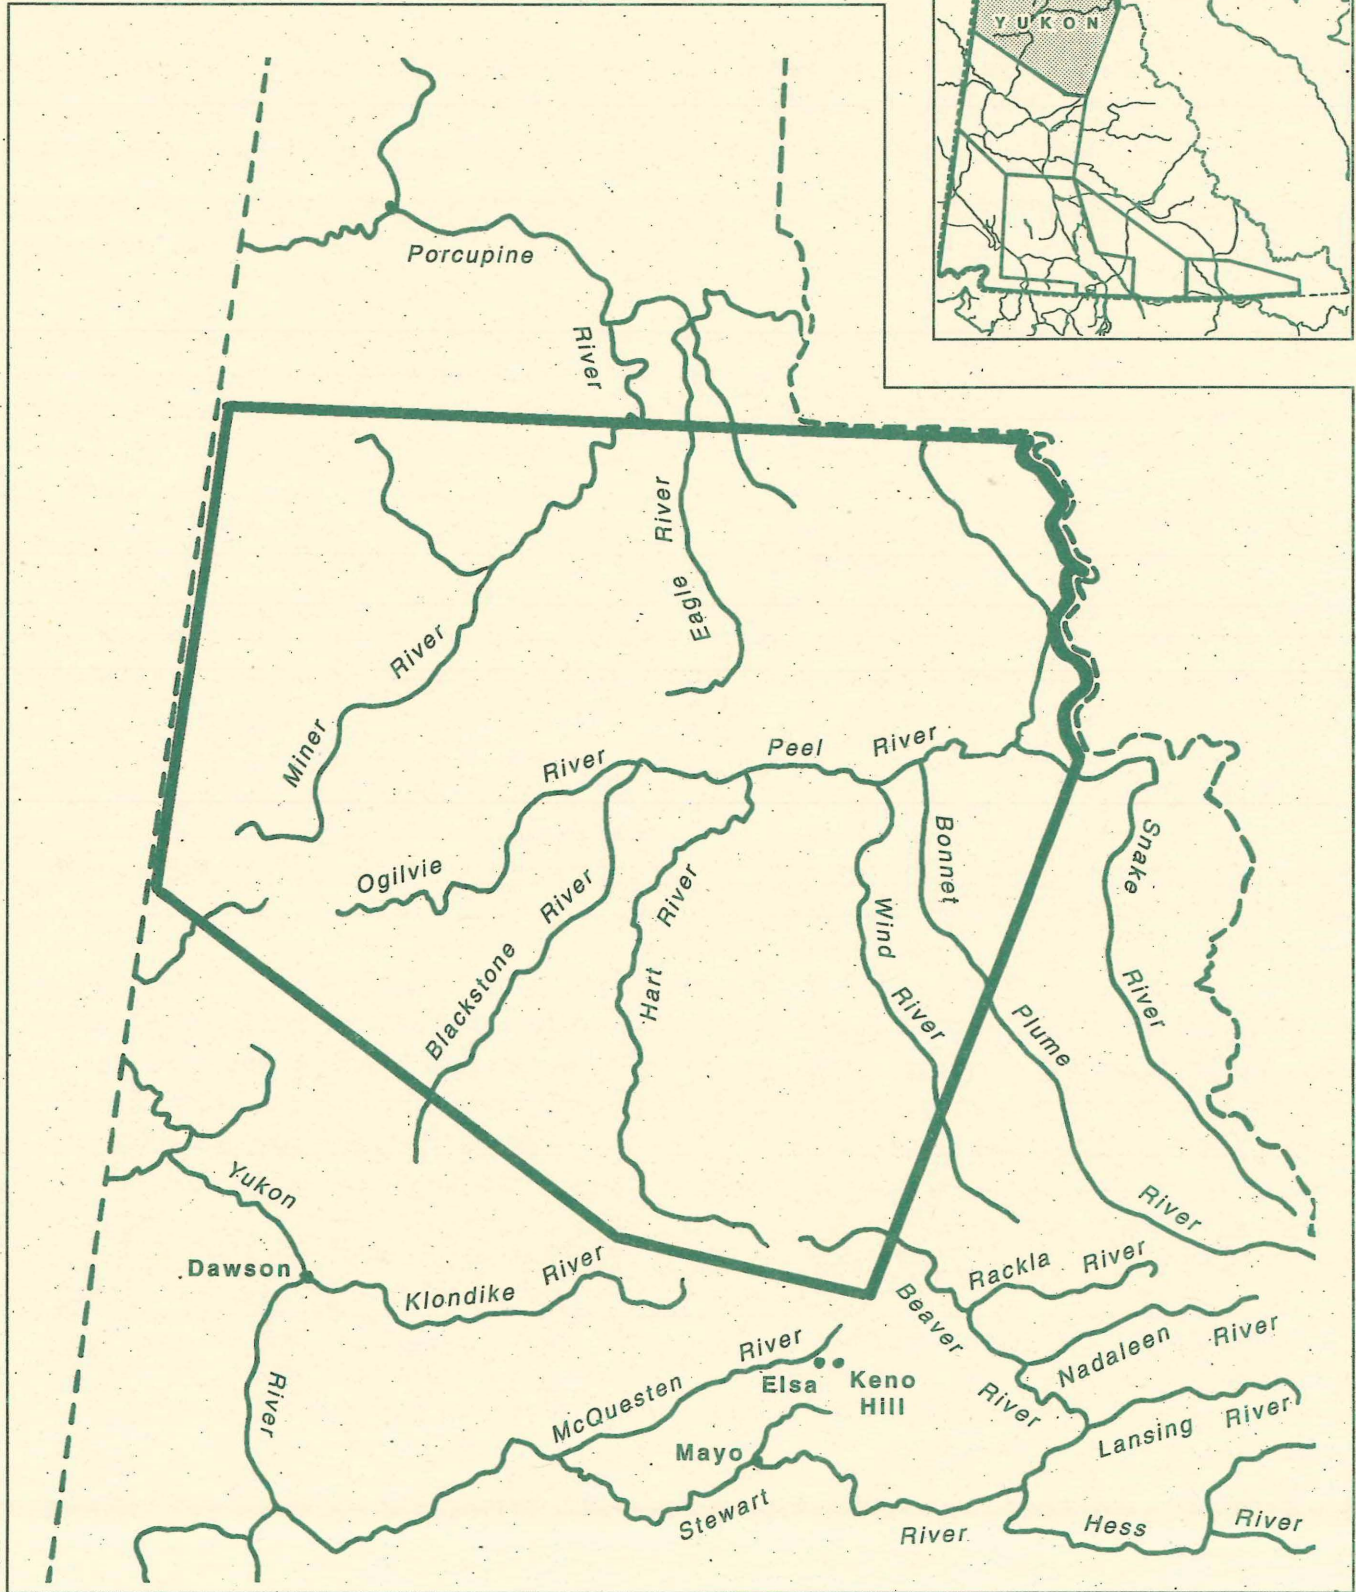 YUKON
Porcupine
River
River
Eagle
River
Miner
River
Ogilvie
River
Peel
River
Blackstone
River
Hart
River
Wind
River
Bonnet
Plume
River
Snake
River
Yukon
River
Dawson
Klondike
River
Rackla
River
Beaver
River
Nadaleen
River
McQuesten
River
Elsa
Keno
Hill
Lansing
River
Mayo
Stewart
River
Hess
River